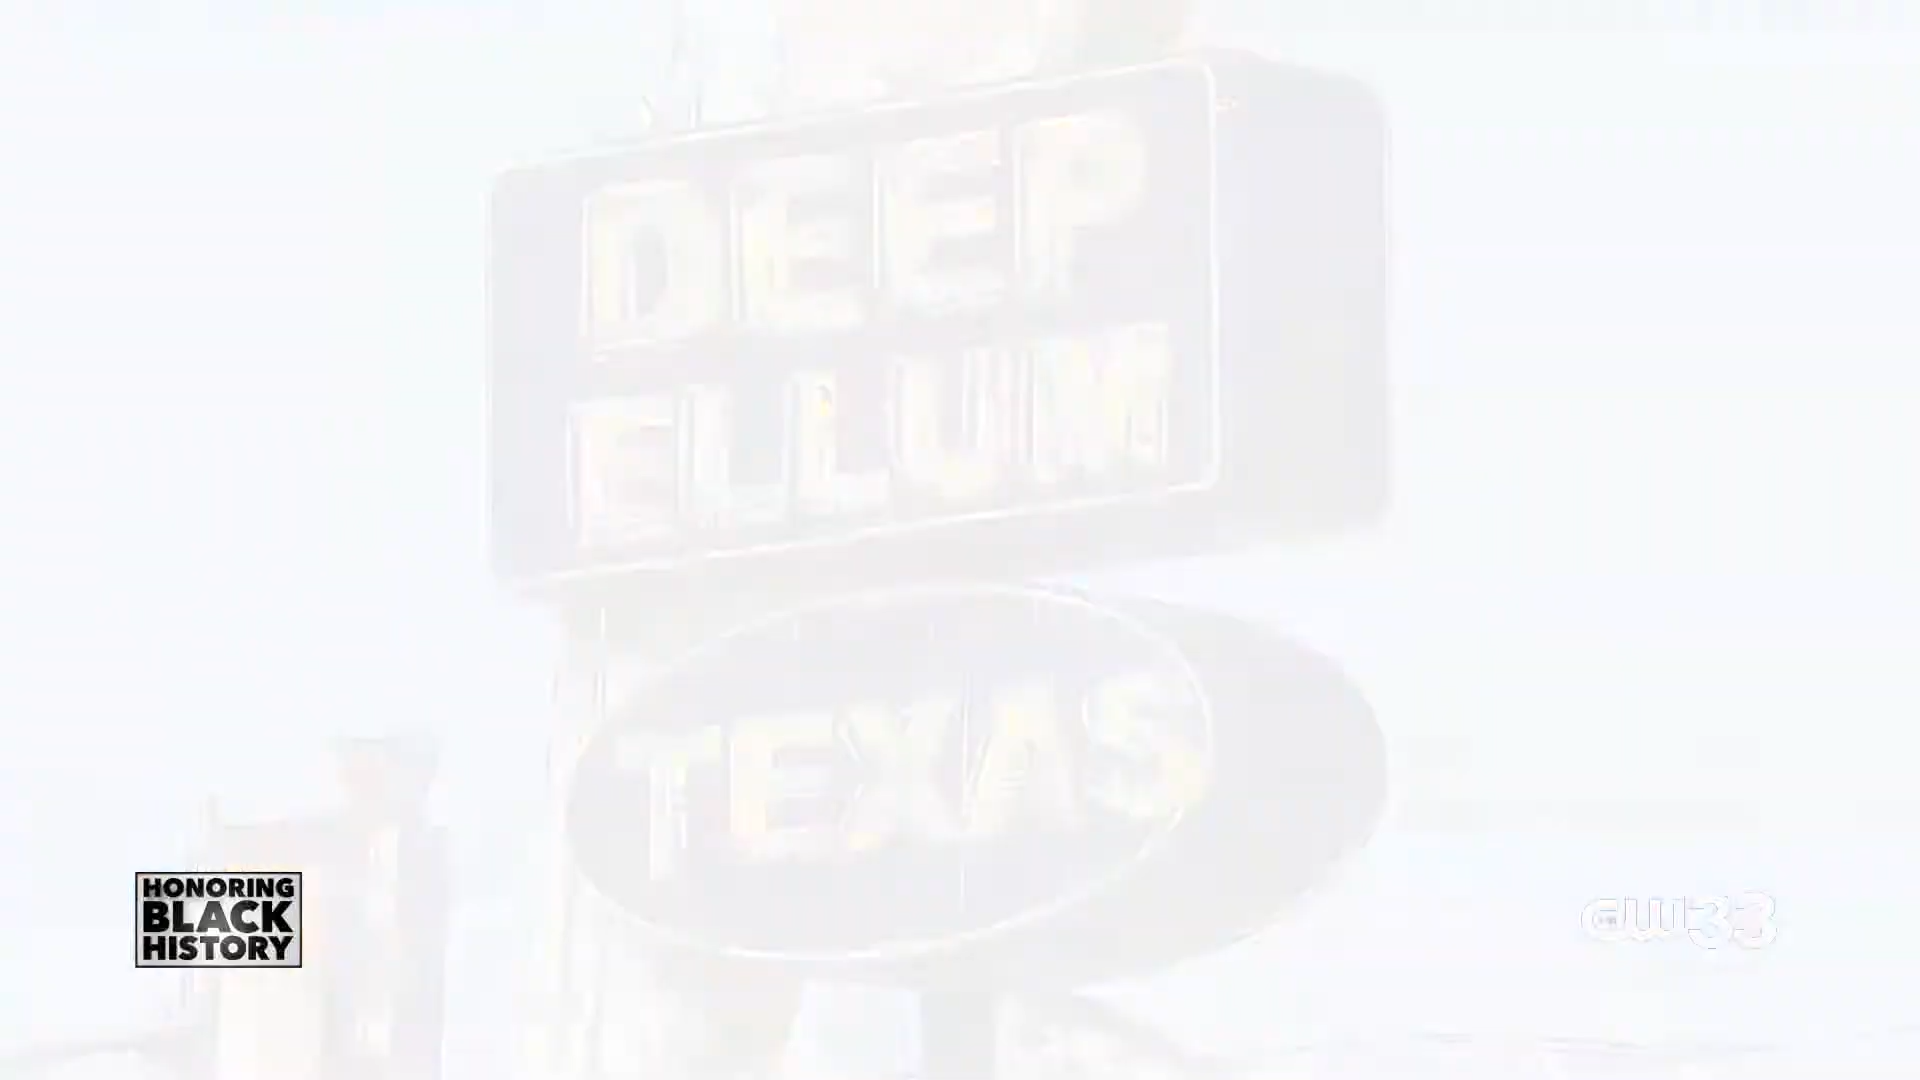 DEEP
ELLUM
TEXAS
HONORING
BLACK
HISTORY
CW33